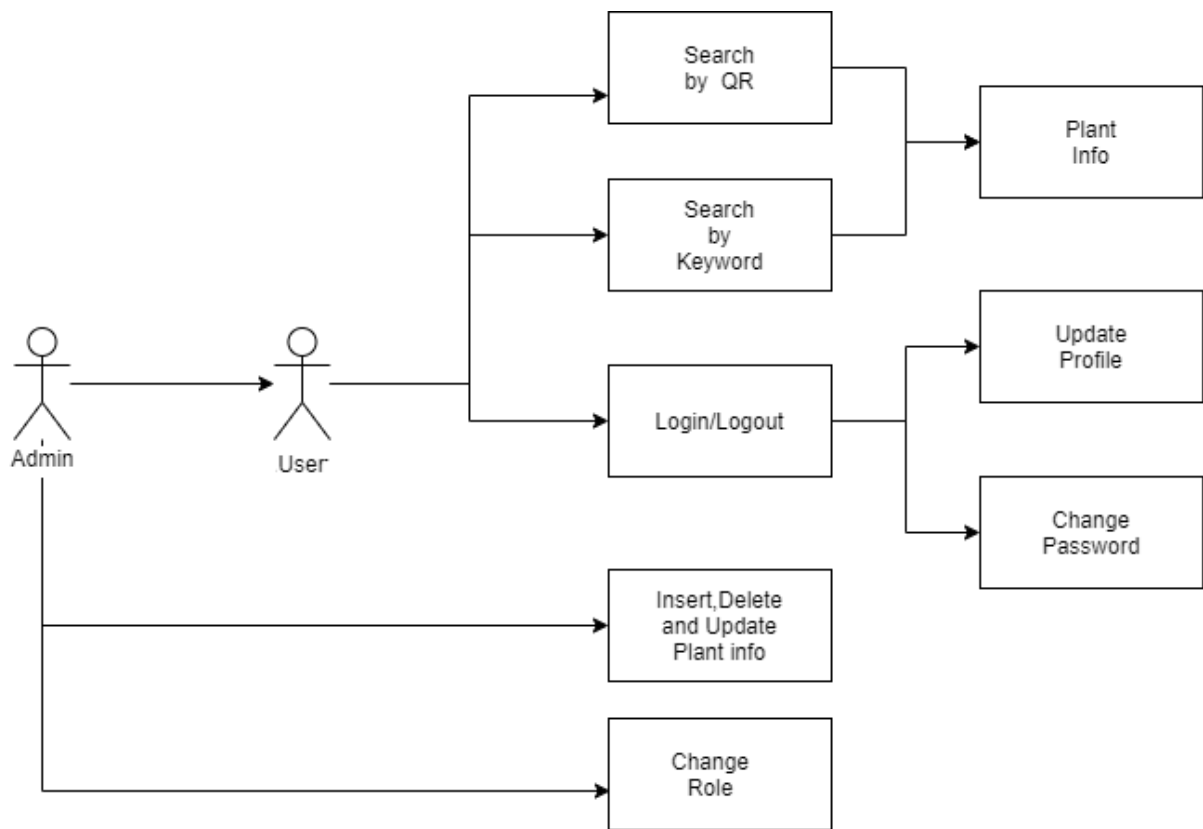 Search
by QR
Plant
Info
Search
by
Keyword
Update
Profile
Login/Logout
Admin
User
Change
Password
Insert,Delete
and Update
Plant info
Change
Role